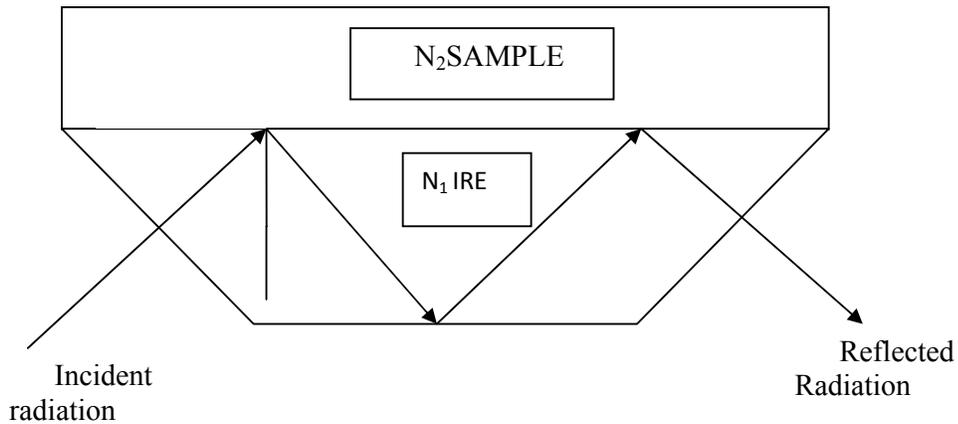 N₂SAMPLE
N₁ IRE
Incident
radiation
Reflected
Radiation